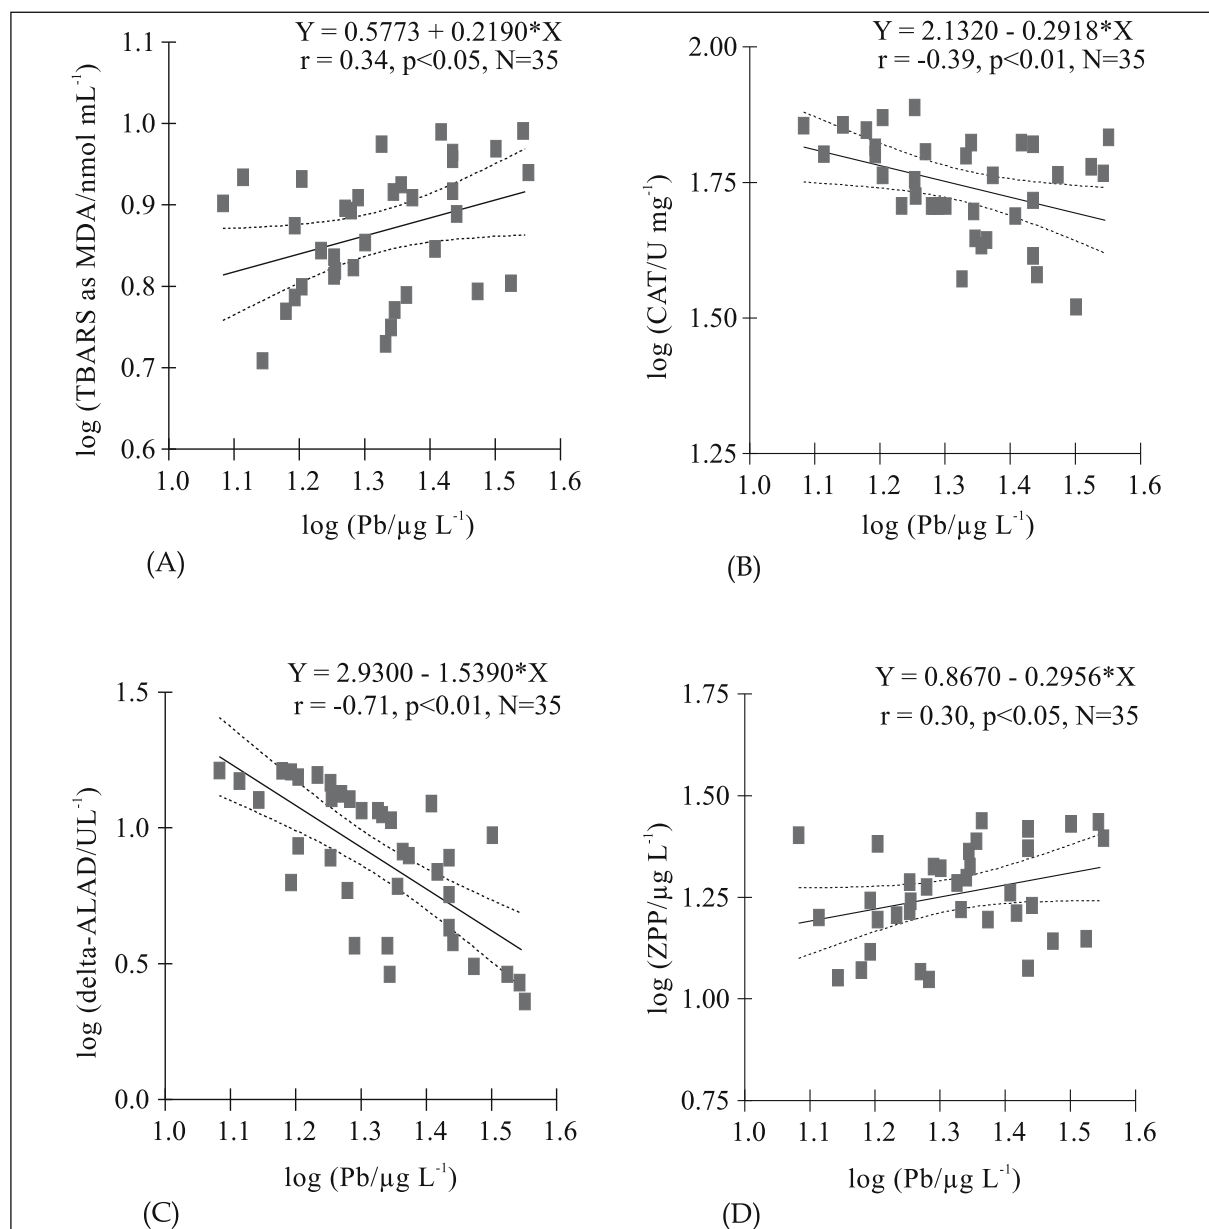 Y = 0.5773 + 0.2190*X
r = 0.34, p<0.05, N=35
log (TBARS as MDA/nmol mL⁻¹)
1.1
1.0
0.9
0.8
0.7
0.6
1.0 1.1 1.2 1.3 1.4 1.5 1.6
log (Pb/µg L⁻¹)
(A)
Y = 2.1320 - 0.2918*X
r = -0.39, p<0.01, N=35
log (CAT/U mg⁻¹)
2.00
1.75
1.50
1.25
1.0 1.1 1.2 1.3 1.4 1.5 1.6
log (Pb/µg L⁻¹)
(B)
Y = 2.9300 - 1.5390*X
r = -0.71, p<0.01, N=35
log (delta-ALAD/UL⁻¹)
1.5
1.0
0.5
0.0
1.0 1.1 1.2 1.3 1.4 1.5 1.6
log (Pb/µg L⁻¹)
(C)
Y = 0.8670 - 0.2956*X
r = 0.30, p<0.05, N=35
log (ZPP/µg L⁻¹)
1.75
1.50
1.25
1.00
0.75
1.0 1.1 1.2 1.3 1.4 1.5 1.6
log (Pb/µg L⁻¹)
(D)